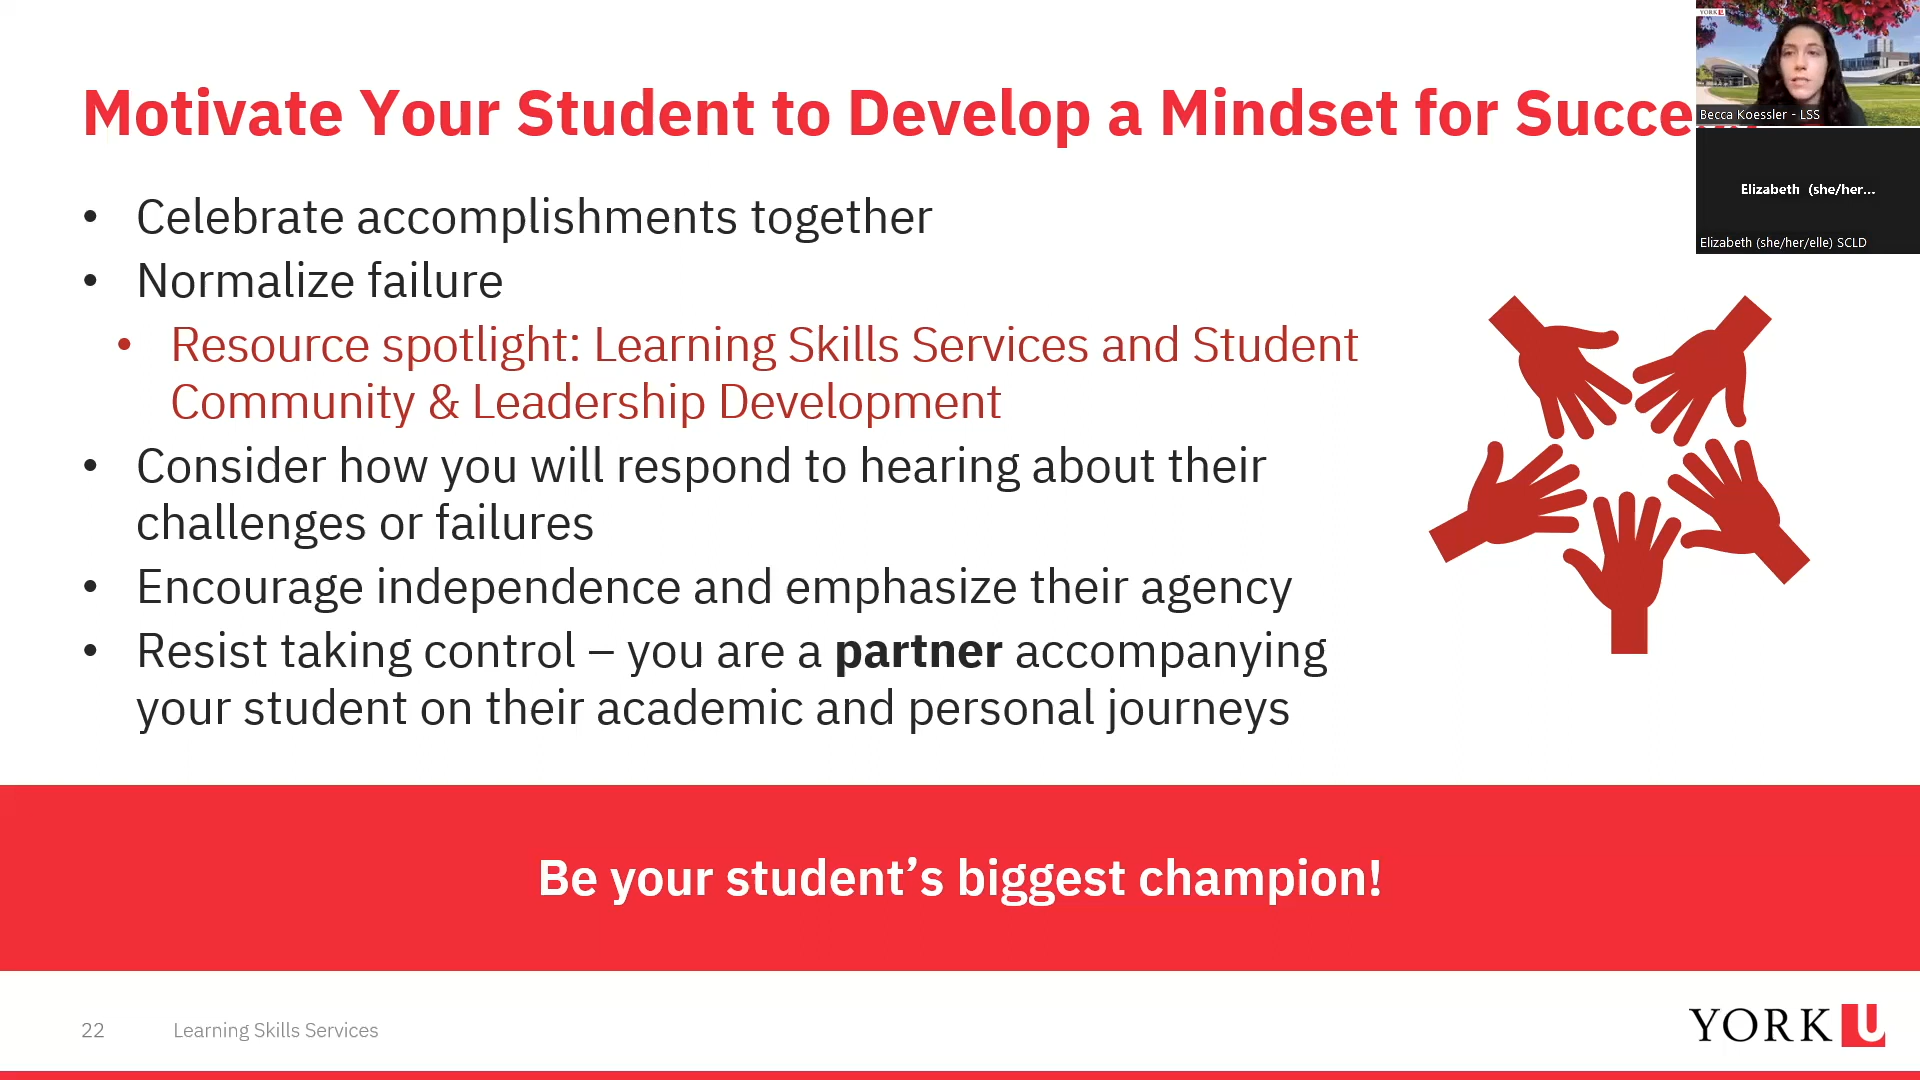 Motivate Your Student to Develop a Mindset for Succe
YORK U
Becca Koessler - LSS
Elizabeth (she/her...
Elizabeth (she/her/elle) SCLD
• Celebrate accomplishments together
• Normalize failure
• Resource spotlight: Learning Skills Services and Student
Community & Leadership Development
• Consider how you will respond to hearing about their
challenges or failures
• Encourage independence and emphasize their agency
• Resist taking control – you are a partner accompanying
your student on their academic and personal journeys
Be your student’s biggest champion!
22 Learning Skills Services
YORK U